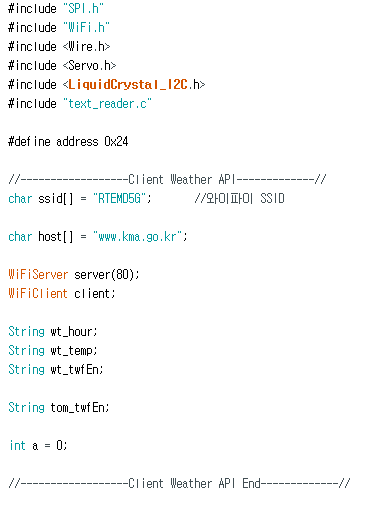 #include "SPI.h"
#include "WiFi.h"
#include <Wire.h>
#include <Servo.h>
#include <LiquidCrystal_I2C.h>
#include "text_reader.c"
#define address 0x24
//------------------Client Weather API-------------//
char ssid[] = "RTEMD5G"; //와이파이 SSID
char host[] = "www.kma.go.kr";
WiFiServer server(80);
WiFiClient client;
String wt_hour;
String wt_temp;
String wt_twfEn;
String tom_twfEn;
int a = 0;
//------------------Client Weather API End-------------//